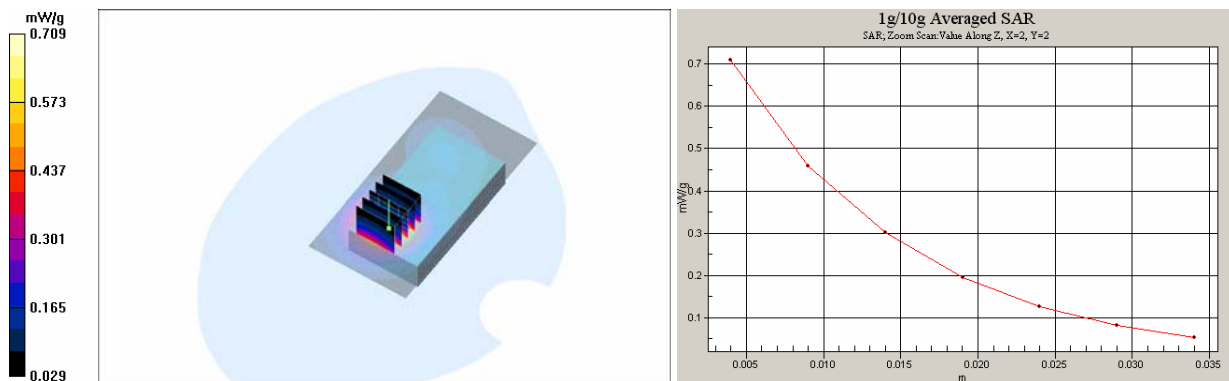 mW/g
0.709
0.573
0.437
0.301
0.165
0.029
1g/10g Averaged SAR
SAR; Zoom Scan:Value Along Z, X=2, Y=2
0.7
0.6
0.5
0.4
0.3
0.2
0.1
mW/g
0.005 0.010 0.015 0.020 0.025 0.030 0.035
m